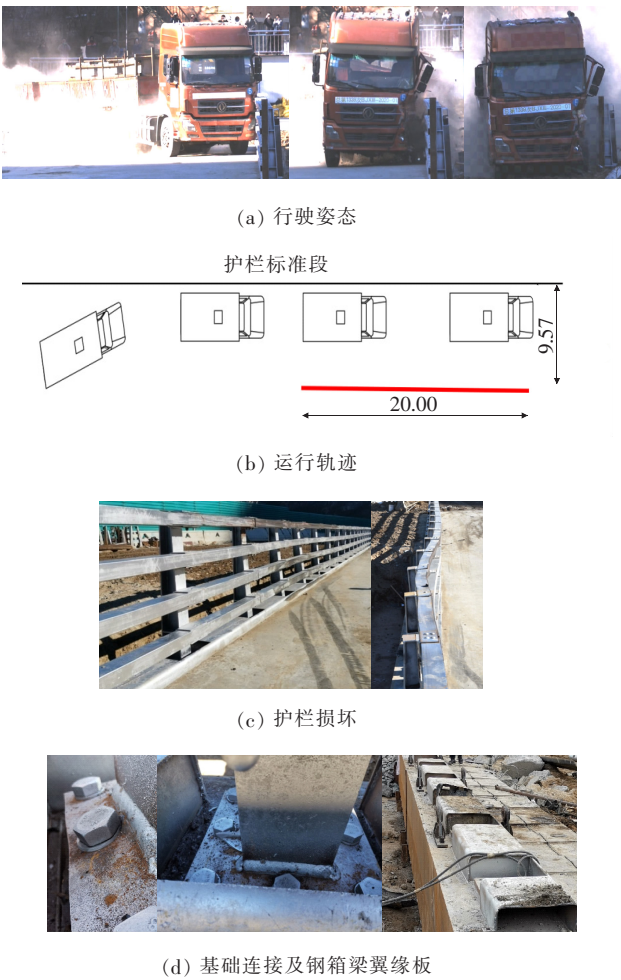 (a) 行驶姿态
护栏标准段
9.57
20.00
(b) 运行轨迹
(c) 护栏损坏
(d) 基础连接及钢箱梁翼缘板